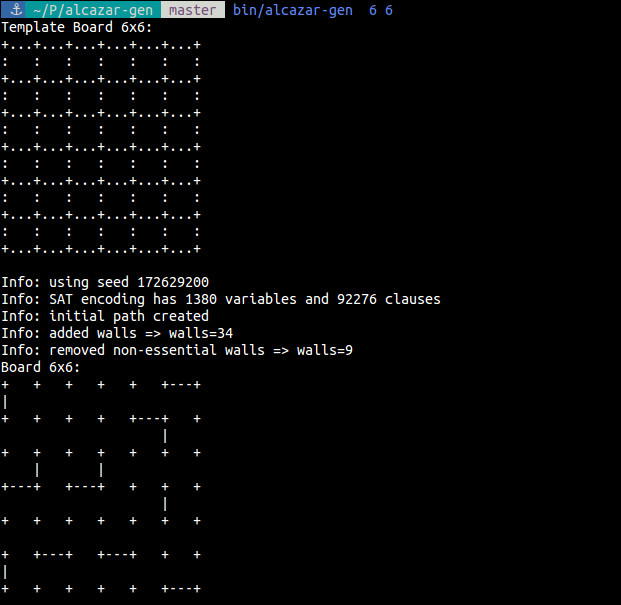 ⚓ ~/P/alcazar-gen master bin/alcazar-gen  6 6
Template Board 6x6:
+...+...+...+...+...+...+
:   :   :   :   :   :   :
+...+...+...+...+...+...+
:   :   :   :   :   :   :
+...+...+...+...+...+...+
:   :   :   :   :   :   :
+...+...+...+...+...+...+
:   :   :   :   :   :   :
+...+...+...+...+...+...+
:   :   :   :   :   :   :
+...+...+...+...+...+...+
:   :   :   :   :   :   :
+...+...+...+...+...+...+

Info: using seed 172629200
Info: SAT encoding has 1380 variables and 92276 clauses
Info: initial path created
Info: added walls => walls=34
Info: removed non-essential walls => walls=9
Board 6x6:
+   +   +   +   +   +---+
|
+   +   +   +   +---+   +
                    |
+   +   +   +   +   +   +
    |       |
+---+   +---+   +   +   +
                    |
+   +   +   +   +   +   +

+   +---+   +---+   +   +
|
+   +   +   +   +   +---+